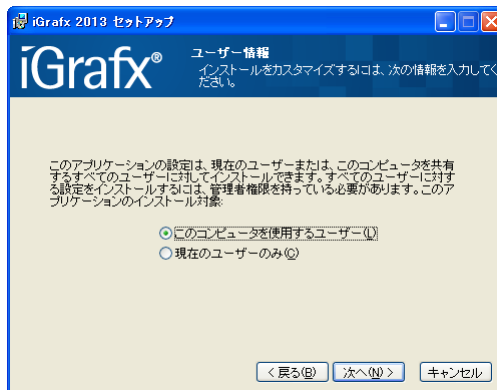 iGrafx 2013 セットアップ
iGrafx®
ユーザー情報
インストールをカスタマイズするには、次の情報を入力してく
ださい。
このアプリケーションの設定は、現在のユーザーまたは、このコンピュータを共有
するすべてのユーザーに対してインストールできます。すべてのユーザーに対す
る設定をインストールするには、管理者権限を持っている必要があります。このア
プリケーションのインストール対象:
このコンピュータを使用するユーザー(L)
現在のユーザーのみ(C)
< 戻る(B) 次へ(N) > キャンセル